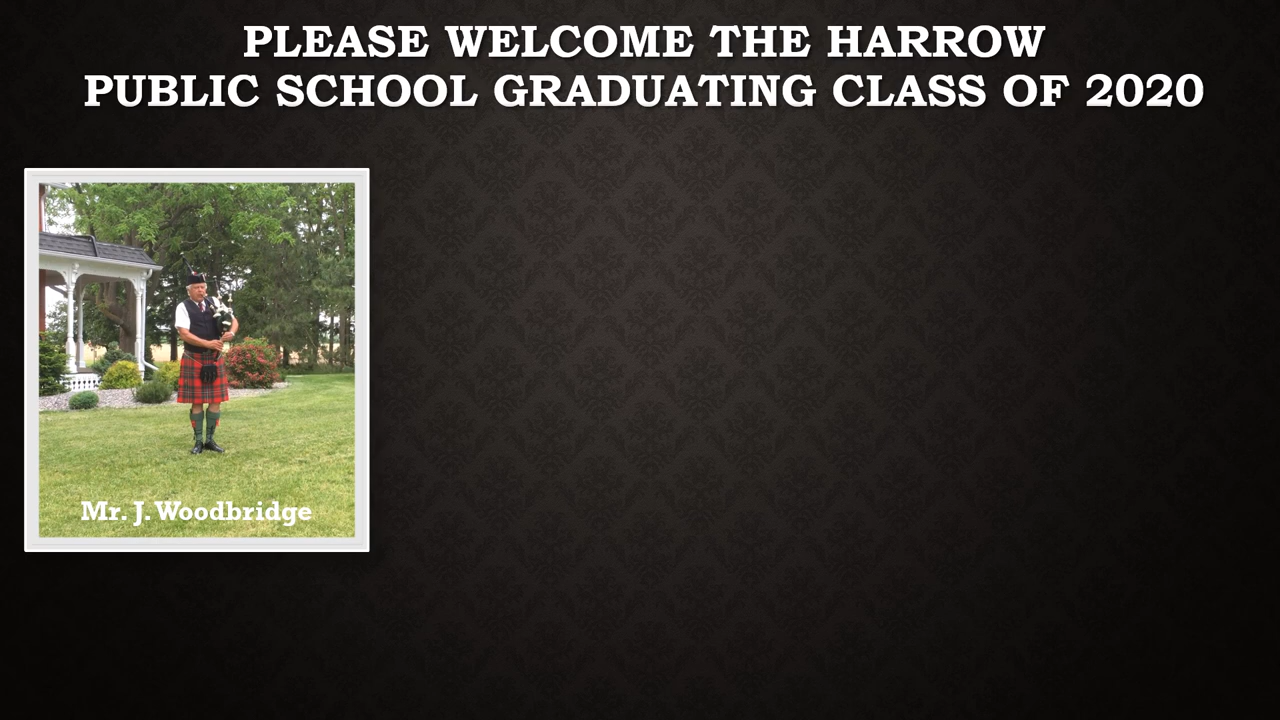 PLEASE WELCOME THE HARROW
PUBLIC SCHOOL GRADUATING CLASS OF 2020
Mr. J. Woodbridge